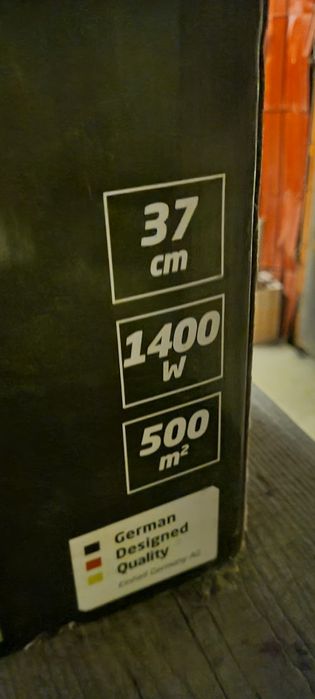 37
cm
1400
W
500
m²
German
Designed
Quality
Einhell Germany AG